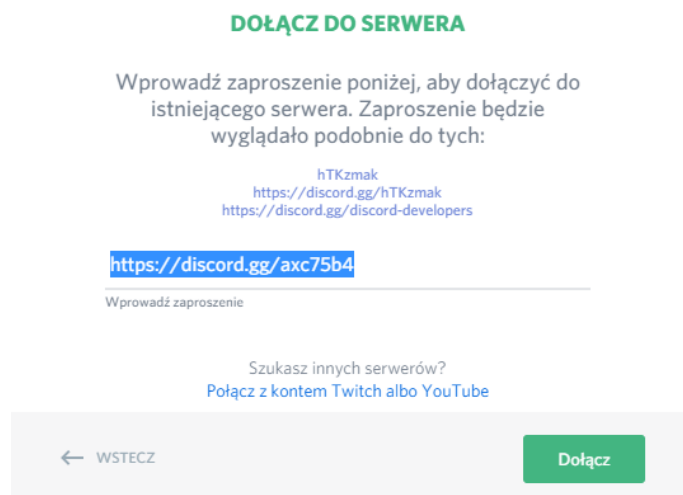 DOŁĄCZ DO SERWERA
Wprowadź zaproszenie poniżej, aby dołączyć do
istniejącego serwera. Zaproszenie będzie
wyglądało podobnie do tych:
hTKzmak
https://discord.gg/hTKzmak
https://discord.gg/discord-developers
https://discord.gg/axc75b4
Wprowadź zaproszenie
Szukasz innych serwerów?
Połącz z kontem Twitch albo YouTube
← WSTECZ
Dołącz